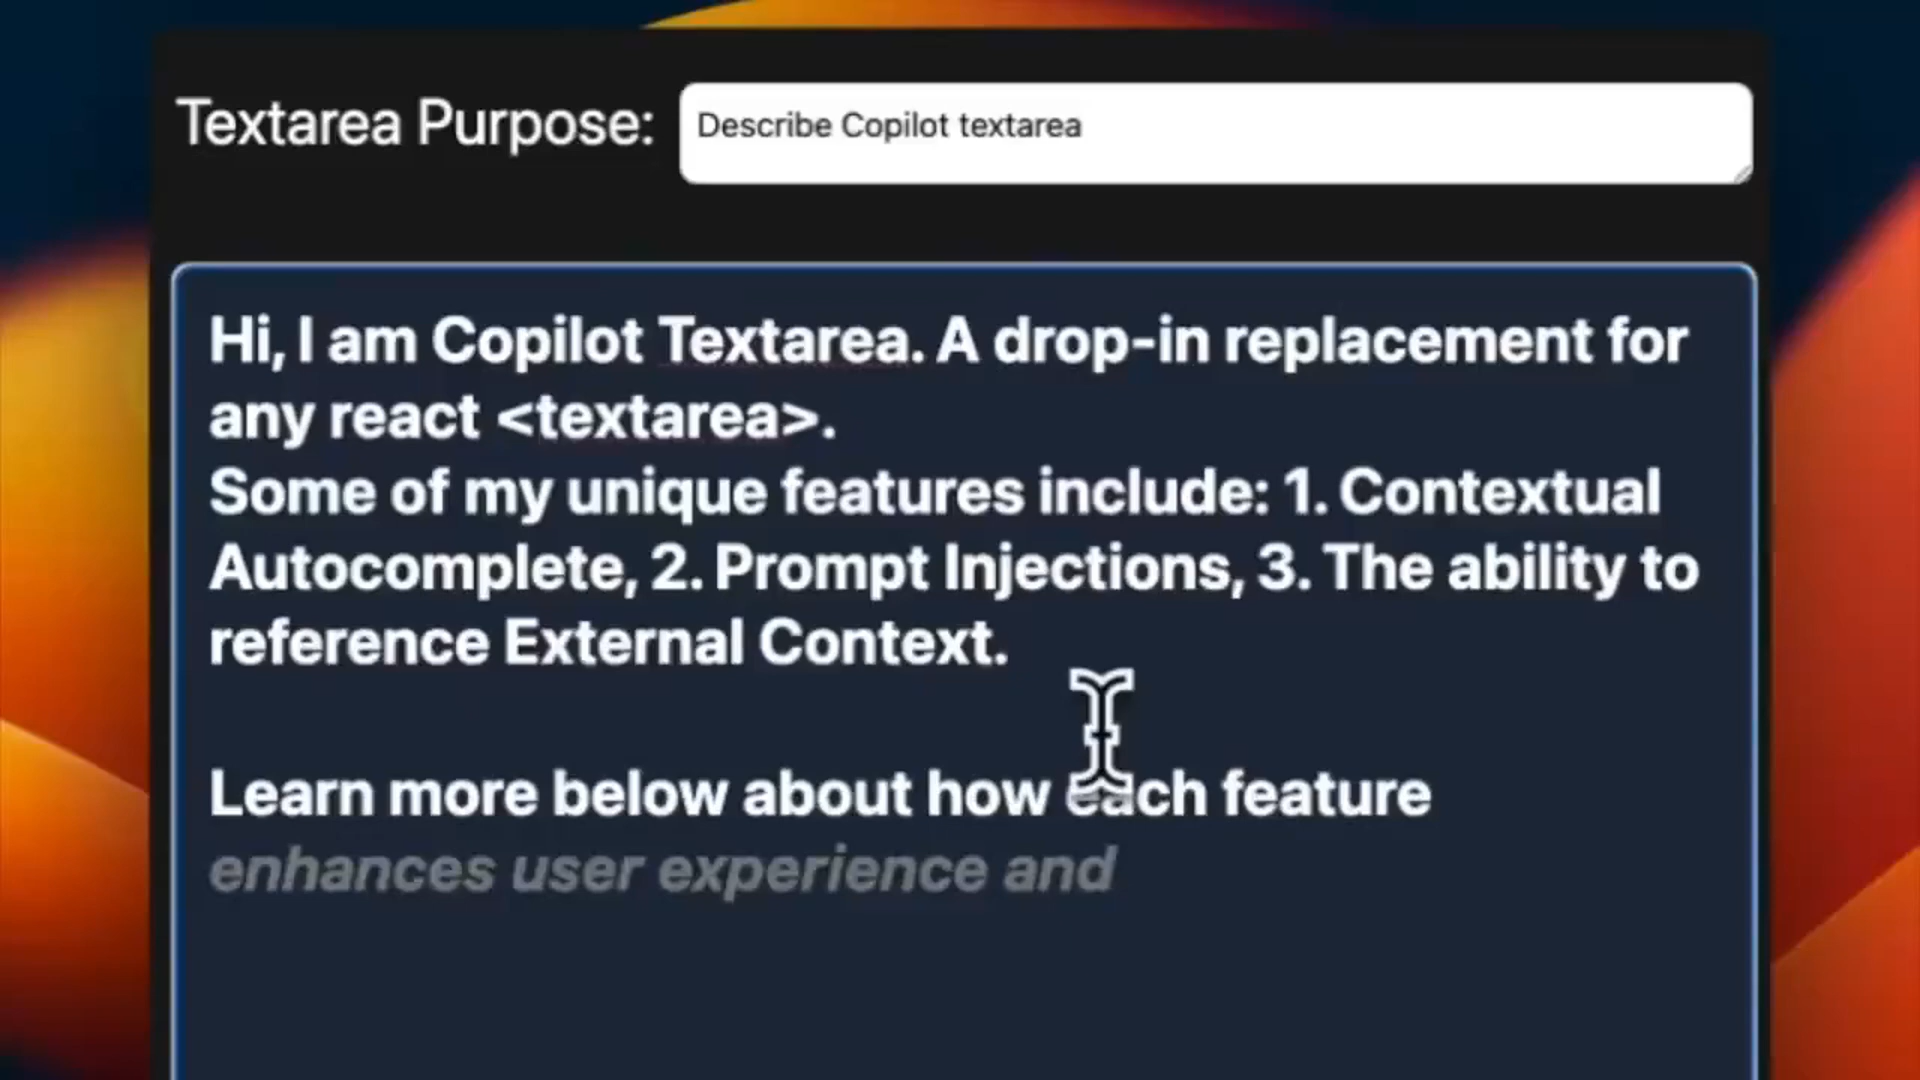 Textarea Purpose:
Describe Copilot textarea
Hi, I am Copilot Textarea. A drop-in replacement for
any react <textarea>.
Some of my unique features include: 1. Contextual
Autocomplete, 2. Prompt Injections, 3. The ability to
reference External Context.
Learn more below about how each feature
enhances user experience and